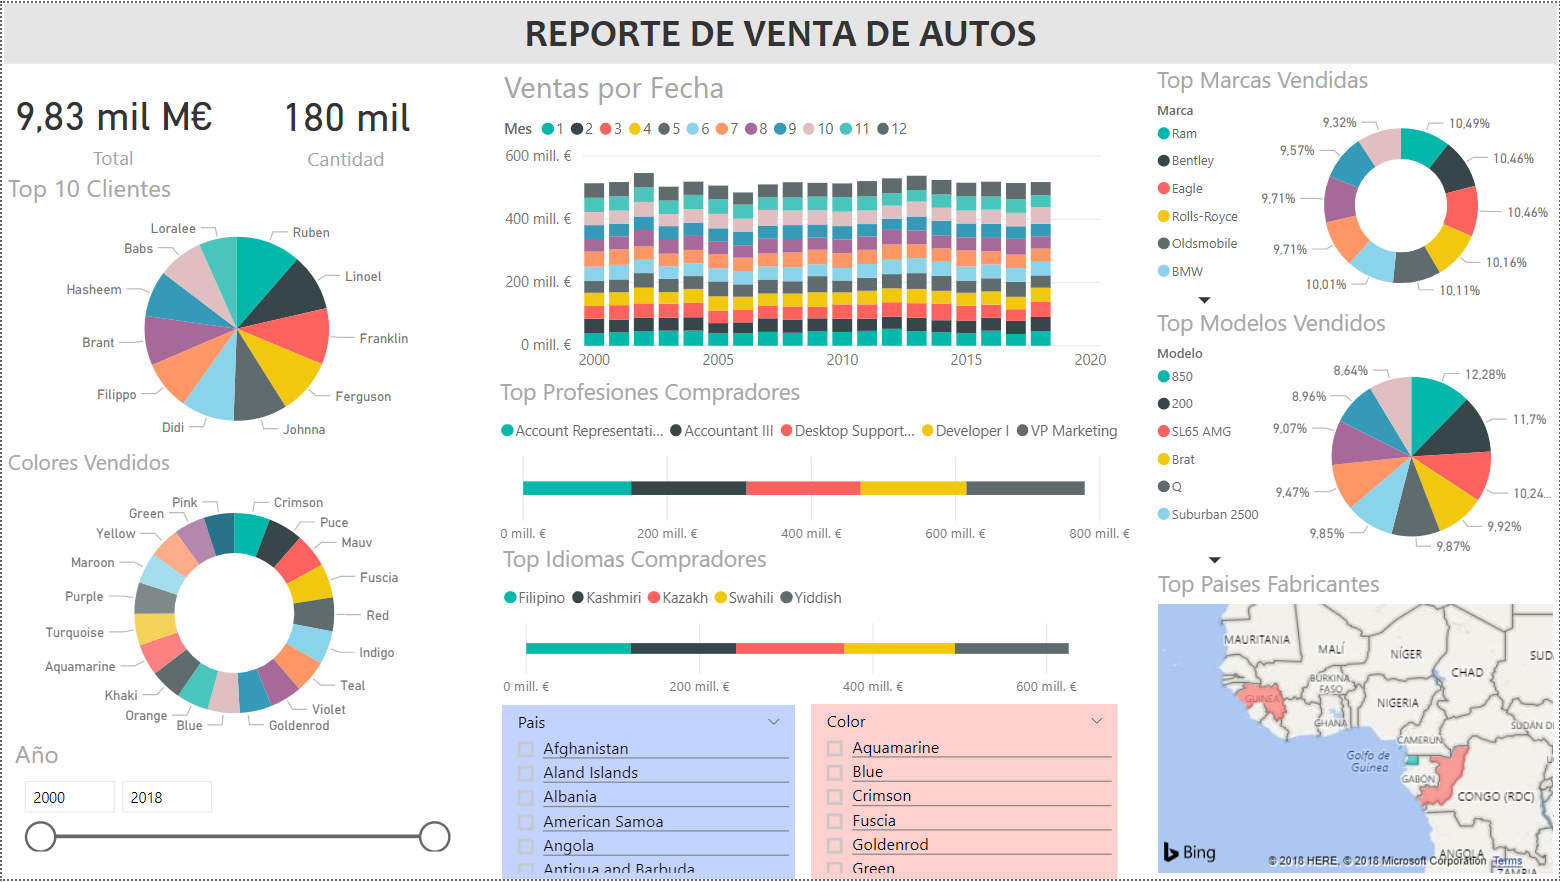 REPORTE DE VENTA DE AUTOS
9,83 mil M€
Total
180 mil
Cantidad
Top 10 Clientes
Loralee
Ruben
Babs
Linoel
Hasheem
Brant
Franklin
Filippo
Ferguson
Didi
Johnna
Colores Vendidos
Pink
Crimson
Green
Puce
Yellow
Mauv
Maroon
Fuscia
Purple
Red
Turquoise
Indigo
Aquamarine
Teal
Khaki
Violet
Orange
Blue
Goldenrod
Año
2000
2018
Ventas por Fecha
Mes 1 2 3 4 5 6 7 8 9 10 11 12
600 mill. €
400 mill. €
200 mill. €
0 mill. €
2000 2005 2010 2015 2020
Top Profesiones Compradores
Account Representati... Accountant III Desktop Support... Developer I VP Marketing
0 mill. € 200 mill. € 400 mill. € 600 mill. € 800 mill. €
Top Idiomas Compradores
Filipino Kashmiri Kazakh Swahili Yiddish
0 mill. € 200 mill. € 400 mill. € 600 mill. €
Pais
Afghanistan
Aland Islands
Albania
American Samoa
Angola
Antigua and Barbuda
Color
Aquamarine
Blue
Crimson
Fuscia
Goldenrod
Green
Top Marcas Vendidas
Marca
Ram
Bentley
Eagle
Rolls-Royce
Oldsmobile
BMW
9,32%
10,49%
9,57%
10,46%
9,71%
10,46%
9,71%
10,16%
10,01%
10,11%
Top Modelos Vendidos
Modelo
850
200
SL65 AMG
Brat
Q
Suburban 2500
8,64%
12,28%
8,96%
11,7%
9,07%
9,47%
10,24...
9,85%
9,92%
9,87%
Top Paises Fabricantes
MAURITANIA
MALÍ
NÍGER
CHAD
SUD
BURKINA
FASO
GUINEA
NIGERIA
GHANA
SUDÁN D
CAMERÚN
Golfo de
Guinea
GABÓN
CONGO (RDC)
ANGOLA
ZAMBIA
Bing
© 2018 HERE, © 2018 Microsoft Corporation Terms